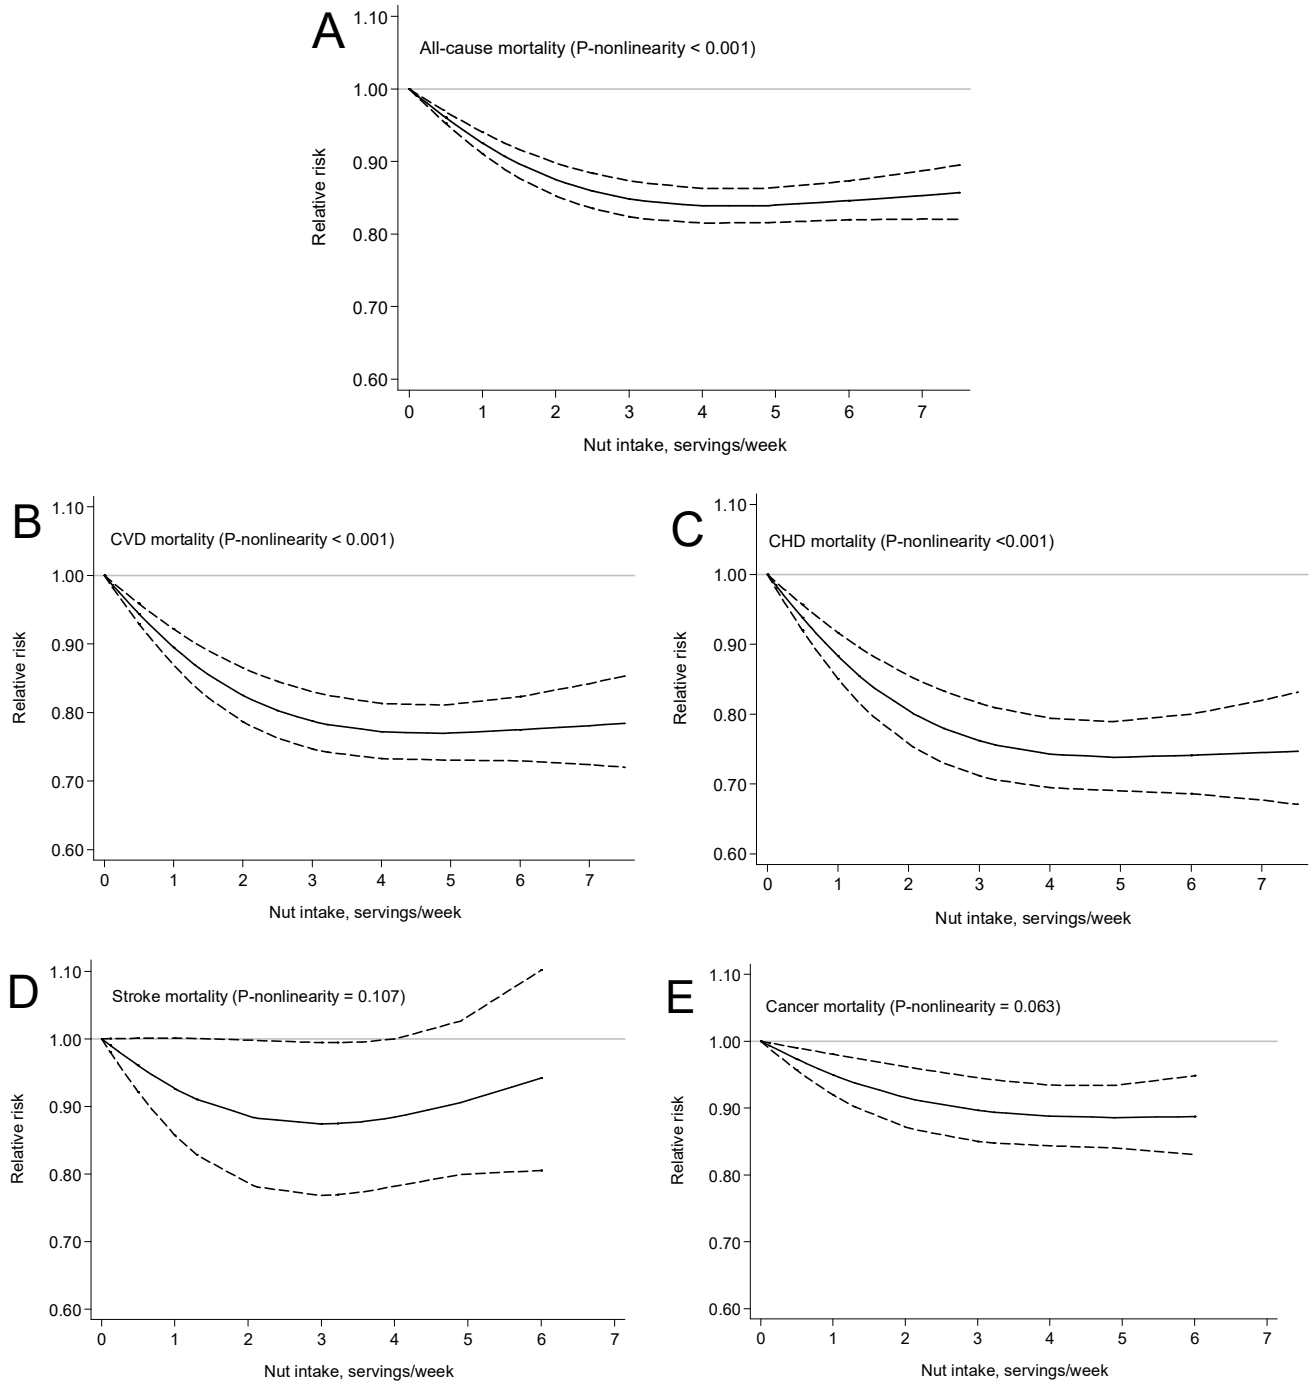 A
All-cause mortality (P-nonlinearity < 0.001)
1.10
1.00
0.90
0.80
0.70
0.60
Relative risk
0 1 2 3 4 5 6 7
Nut intake, servings/week
B
CVD mortality (P-nonlinearity < 0.001)
1.10
1.00
0.90
0.80
0.70
0.60
Relative risk
0 1 2 3 4 5 6 7
Nut intake, servings/week
C
CHD mortality (P-nonlinearity <0.001)
1.10
1.00
0.90
0.80
0.70
0.60
Relative risk
0 1 2 3 4 5 6 7
Nut intake, servings/week
D
Stroke mortality (P-nonlinearity = 0.107)
1.10
1.00
0.90
0.80
0.70
0.60
Relative risk
0 1 2 3 4 5 6 7
Nut intake, servings/week
E
Cancer mortality (P-nonlinearity = 0.063)
1.10
1.00
0.90
0.80
0.70
0.60
Relative risk
0 1 2 3 4 5 6 7
Nut intake, servings/week